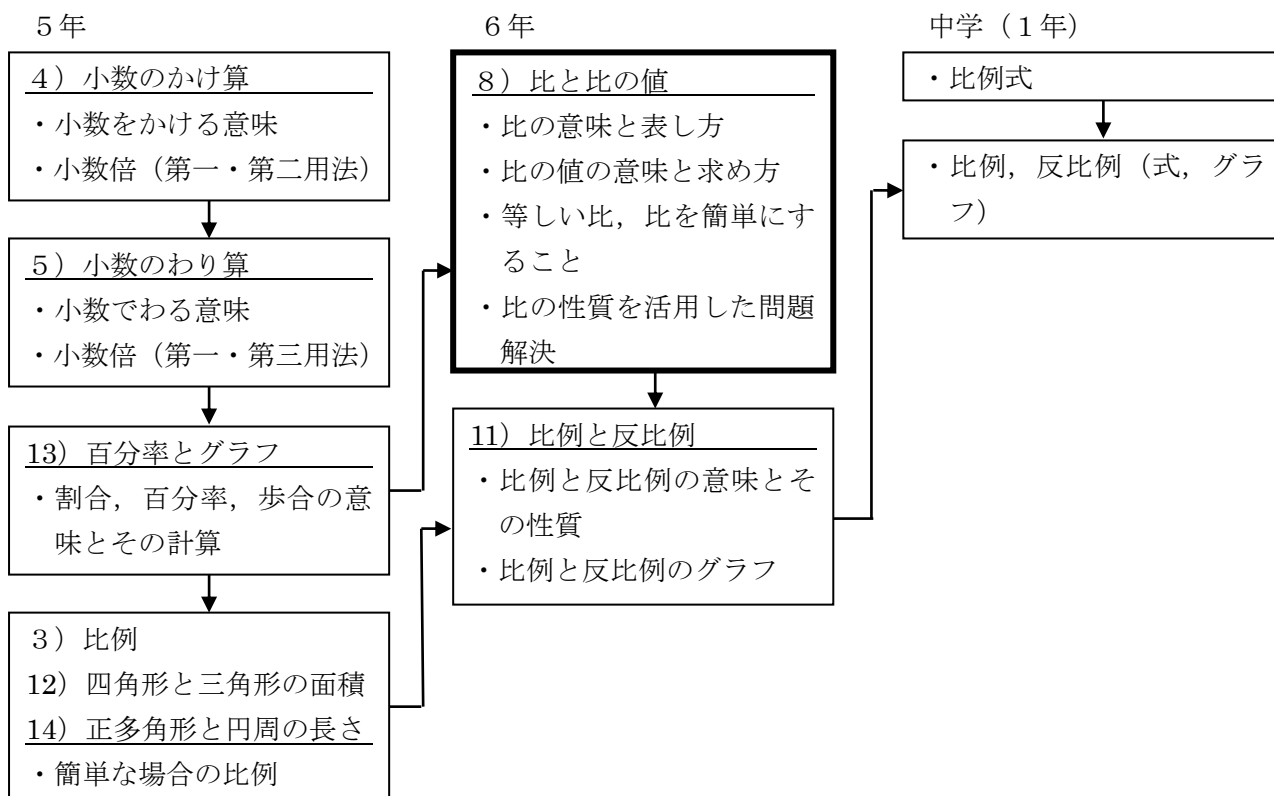 ５年
４）小数のかけ算
・小数をかける意味
・小数倍（第一・第二用法）
５）小数のわり算
・小数でわる意味
・小数倍（第一・第三用法）
13）百分率とグラフ
・割合，百分率，歩合の意
味とその計算
３）比例
12）四角形と三角形の面積
14）正多角形と円周の長さ
・簡単な場合の比例
６年
８）比と比の値
・比の意味と表し方
・比の値の意味と求め方
・等しい比，比を簡単にす
ること
・比の性質を活用した問題
解決
11）比例と反比例
・比例と反比例の意味とそ
の性質
・比例と反比例のグラフ
中学（１年）
・比例式
・比例，反比例（式，グラ
フ）